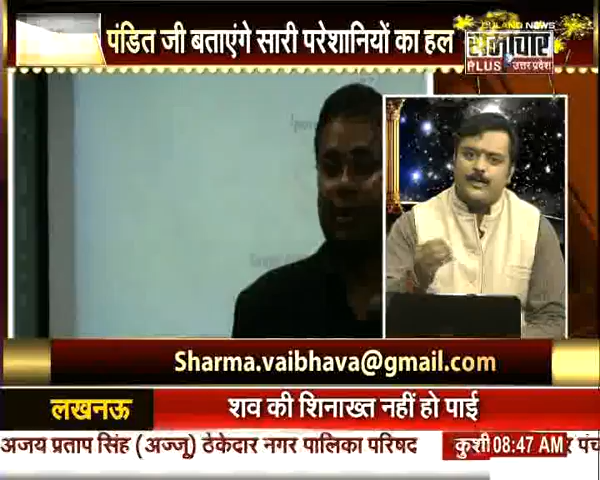 पंडित जी बताएंगे सारी परेशानियों का हल
NEWS
समाचार
PLUS उत्तर प्रदेश
Sharma.vaibhava@gmail.com
लखनऊ शव की शिनाख्त नहीं हो पाई
अजय प्रताप सिंह (अज्जू) ठेकेदार नगर पालिका परिषद कुशी 08:47 AM र पंच